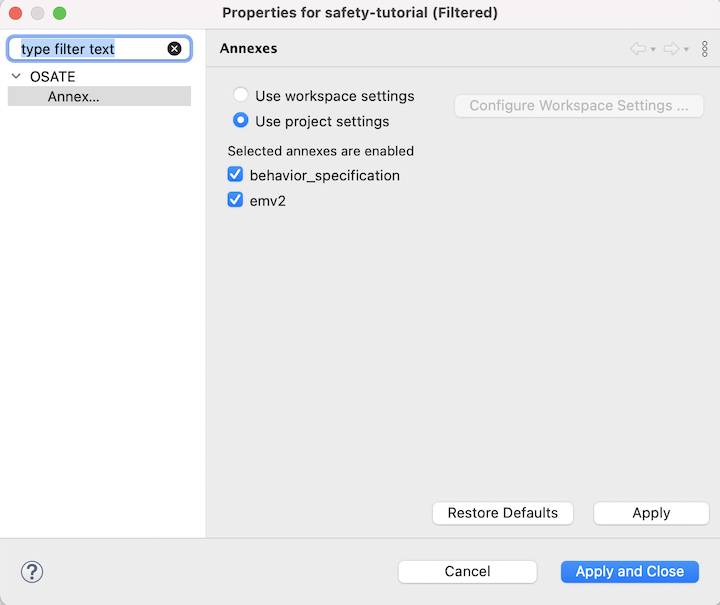 Properties for safety-tutorial (Filtered)
type filter text
OSATE
Annex...
Annexes
Use workspace settings
Configure Workspace Settings ...
Use project settings
Selected annexes are enabled
behavior_specification
emv2
Restore Defaults
Apply
?
Cancel
Apply and Close